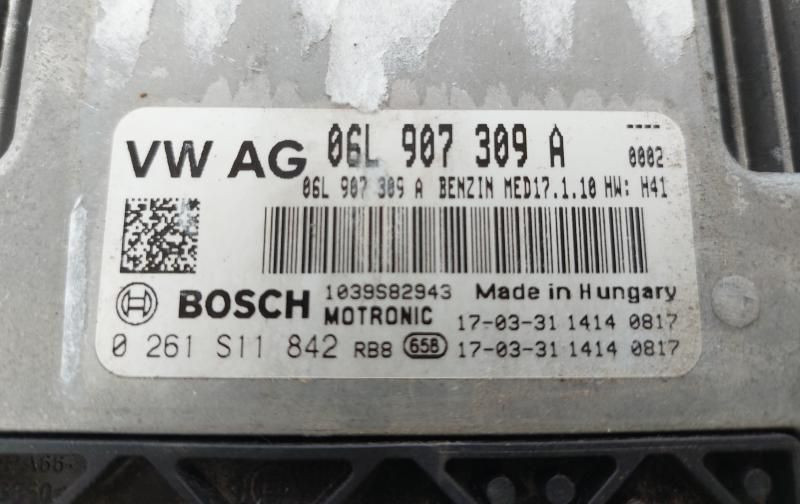 VW AG 06L 907 309 A
----
0002
06L 907 309 A BENZIN MED17.1.10 HW: H41
BOSCH 1039S82943 Made in Hungary
MOTRONIC 17-03-31 1414 0817
0 261 S11 842 RB8 65B 17-03-31 1414 0817